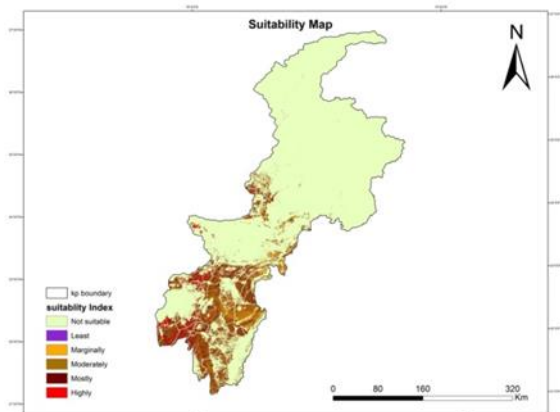 Suitability Map
N
kp boundary
suitablity Index
Not suitable
Least
Marginally
Moderately
Mostly
Highly
0 80 160 320
Km